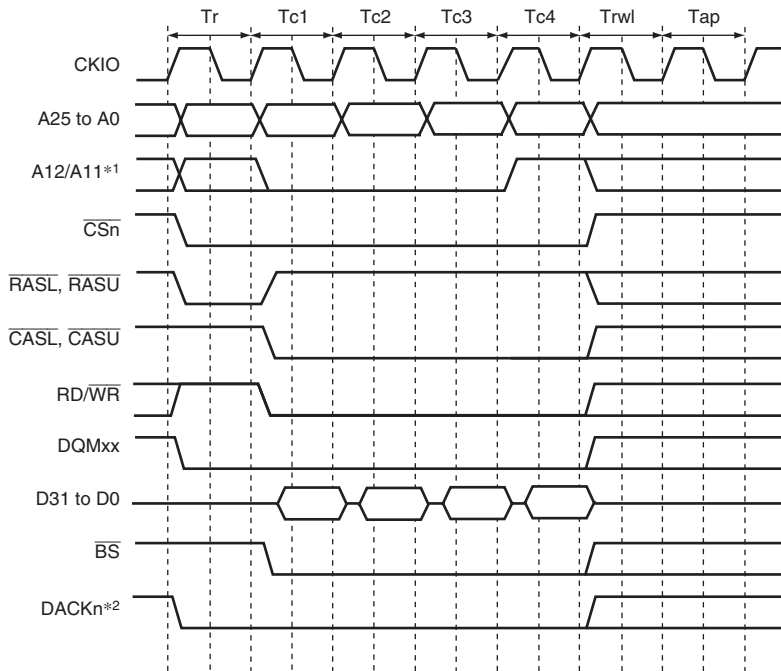 Tr Tc1 Tc2 Tc3 Tc4 Trwl Tap
CKIO
A25 to A0
A12/A11*1
CSn
RASL, RASU
CASL, CASU
RD/WR
DQMxx
D31 to D0
BS
DACKn*2